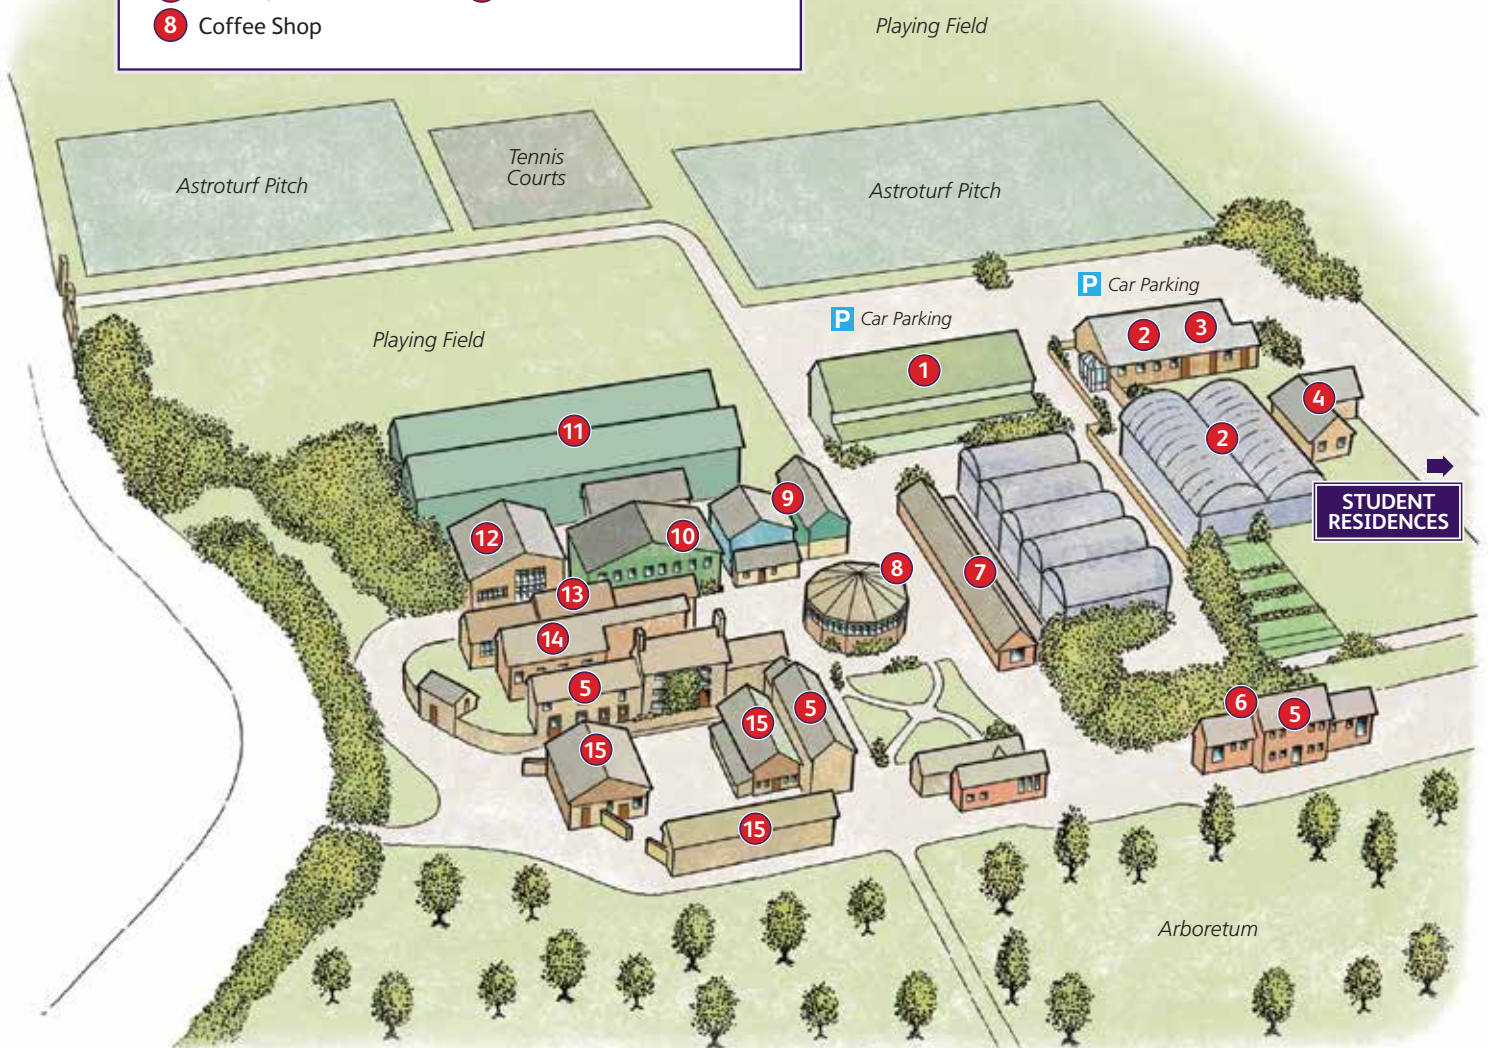 8 Coffee Shop
Playing Field
Astroturf Pitch
Tennis
Courts
Astroturf Pitch
P Car Parking
P Car Parking
Playing Field
1
2
3
4
11
2
STUDENT
RESIDENCES
9
12
10
8
7
13
14
5
5
15
15
6
5
15
Arboretum